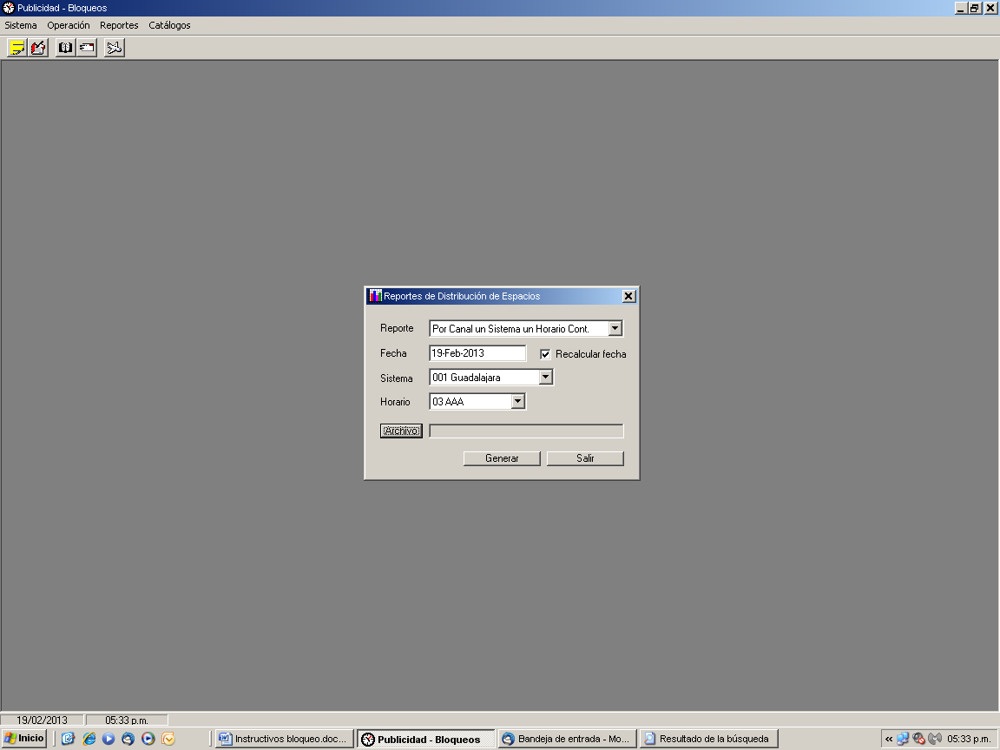 Publicidad - Bloqueos
Sistema Operación Reportes Catálogos
Reportes de Distribución de Espacios
Reporte Por Canal un Sistema un Horario Cont.
Fecha 19-Feb-2013 Recalcular fecha
Sistema 001 Guadalajara
Horario 03 AAA
Archivo
Generar Salir
19/02/2013 05:33 p.m.
Inicio Instructivos bloqueo.doc... Publicidad - Bloqueos Bandeja de entrada - Mo... Resultado de la búsqueda « 05:33 p.m.